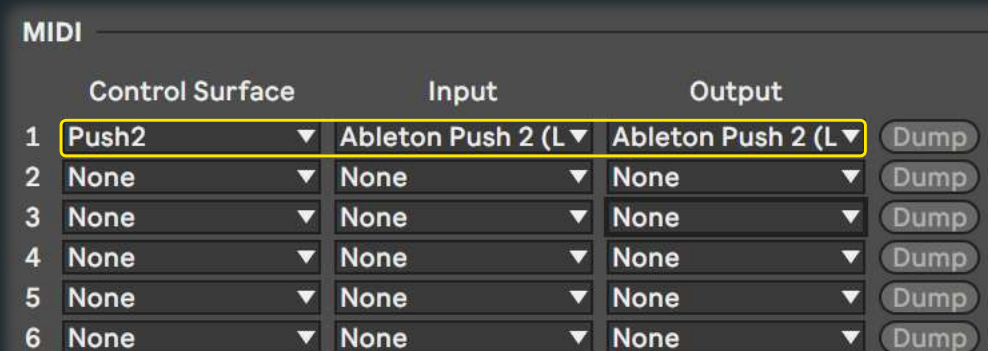 MIDI
Control Surface Input Output
1 Push2 Ableton Push 2 (L Ableton Push 2 (L Dump
2 None None None Dump
3 None None None Dump
4 None None None Dump
5 None None None Dump
6 None None None Dump